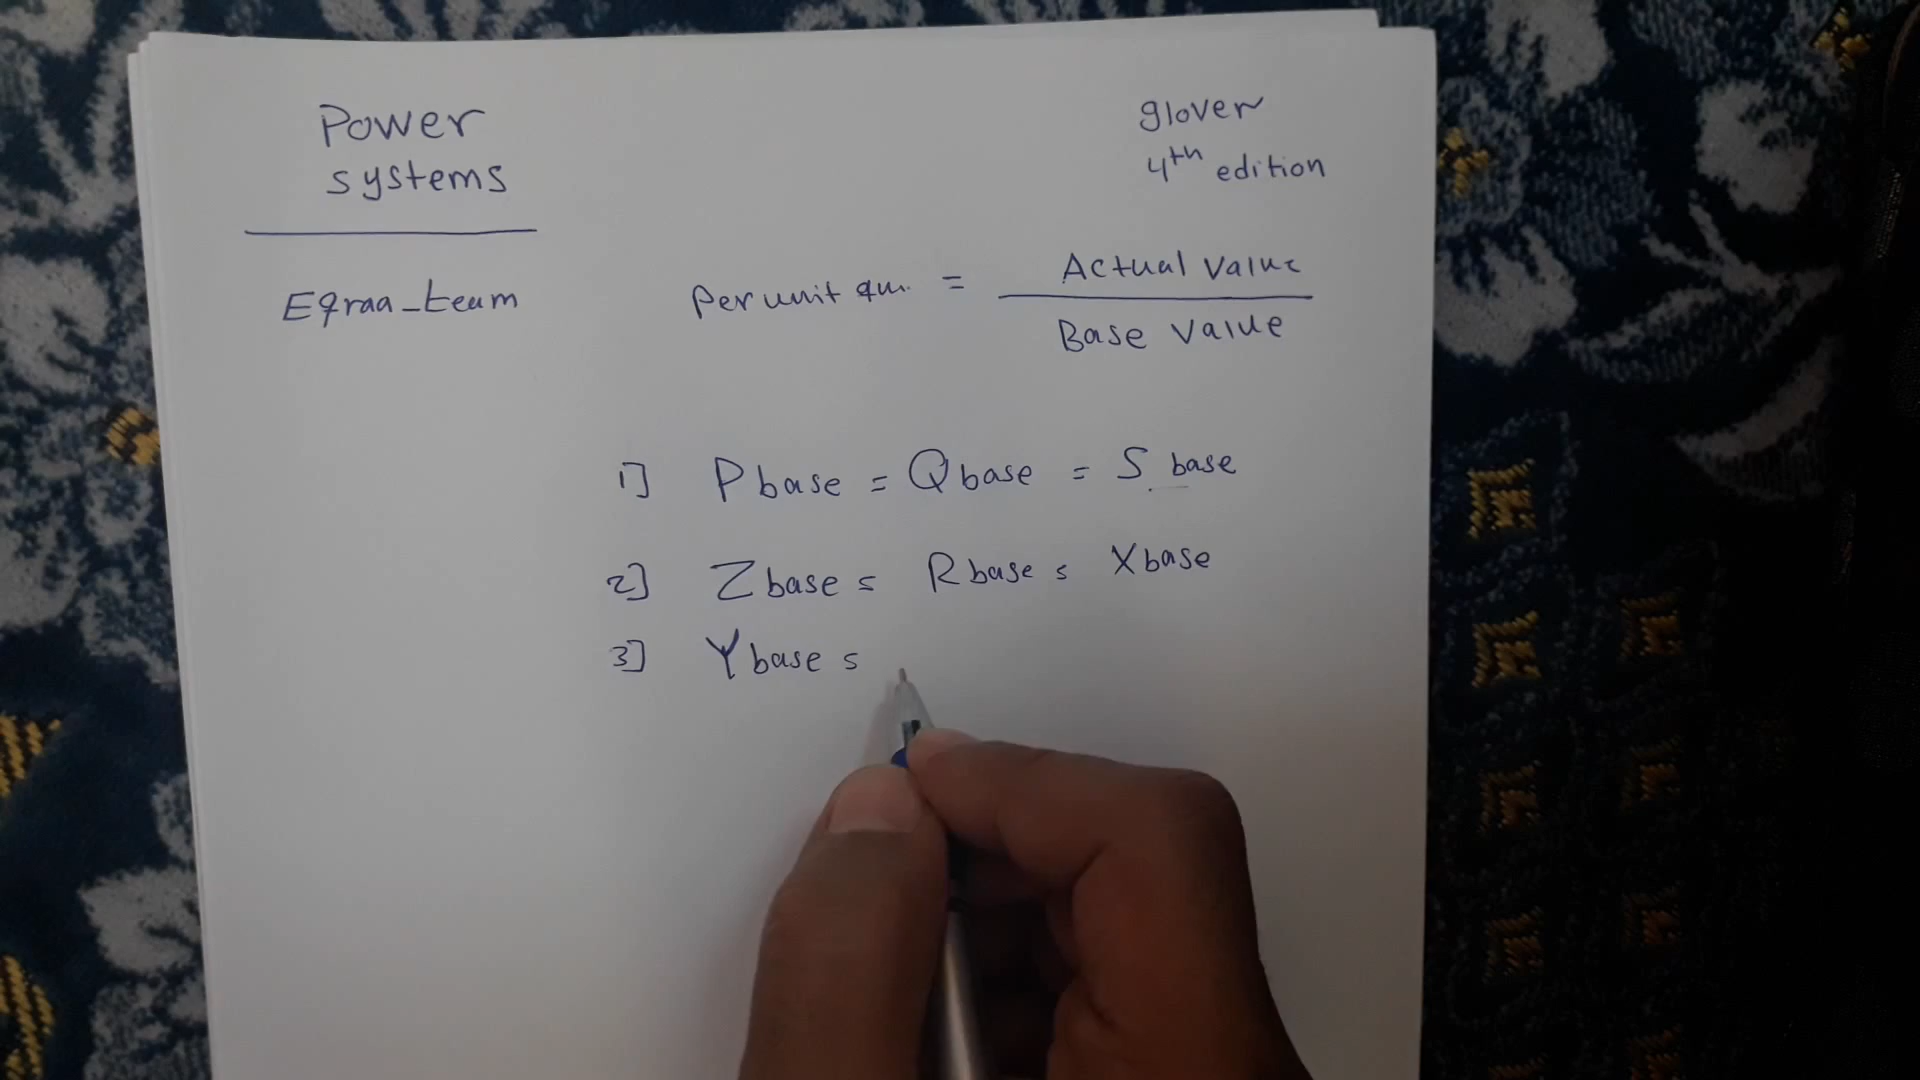 Power
systems
Eqraa_team
glover
4th edition
Per unit qu. = Actual Value
Base Value
1] Pbase = Qbase = S base
2] Zbase = Rbase = Xbase
3] Ybase =